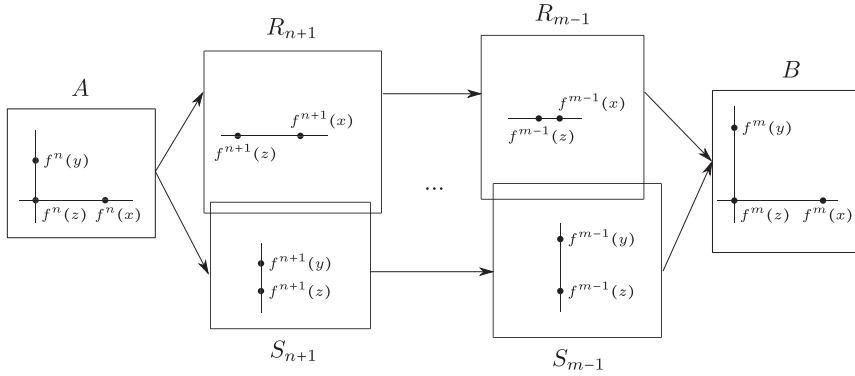 A
f^n(y)
f^n(z) f^n(x)
R_{n+1}
f^{n+1}(x)
f^{n+1}(z)
S_{n+1}
f^{n+1}(y)
f^{n+1}(z)
...
R_{m−1}
f^{m−1}(x)
f^{m−1}(z)
S_{m−1}
f^{m−1}(y)
f^{m−1}(z)
B
f^m(y)
f^m(z) f^m(x)